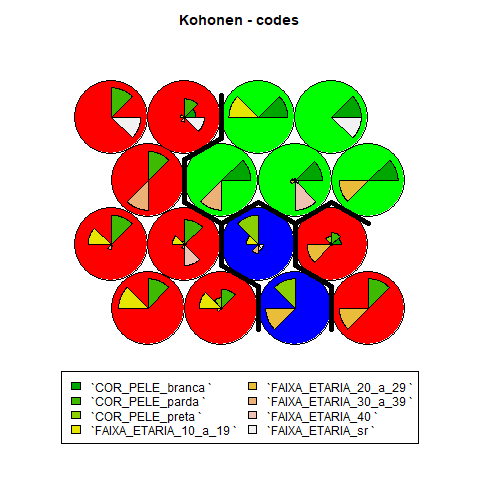 Kohonen - codes
`COR_PELE_branca` `FAIXA_ETARIA_20_a_29`
`COR_PELE_parda` `FAIXA_ETARIA_30_a_39`
`COR_PELE_preta` `FAIXA_ETARIA_40`
`FAIXA_ETARIA_10_a_19` `FAIXA_ETARIA_sr`